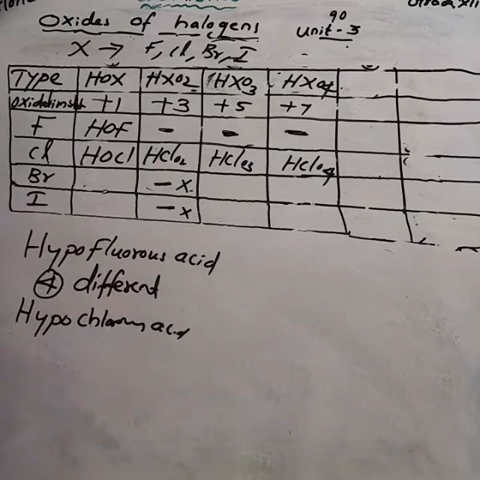 90
Oxides of halogens unit-3
X → F, Cl, Br, I
Type HOX HXO2 HXO3 HXO4
+1 +3 +5 +7
F HOF - - -
Cl HOCl HClO2 HClO3 HClO4
Br - x
I - x
Hypofluorous acid
④ different
Hypochlorous acid